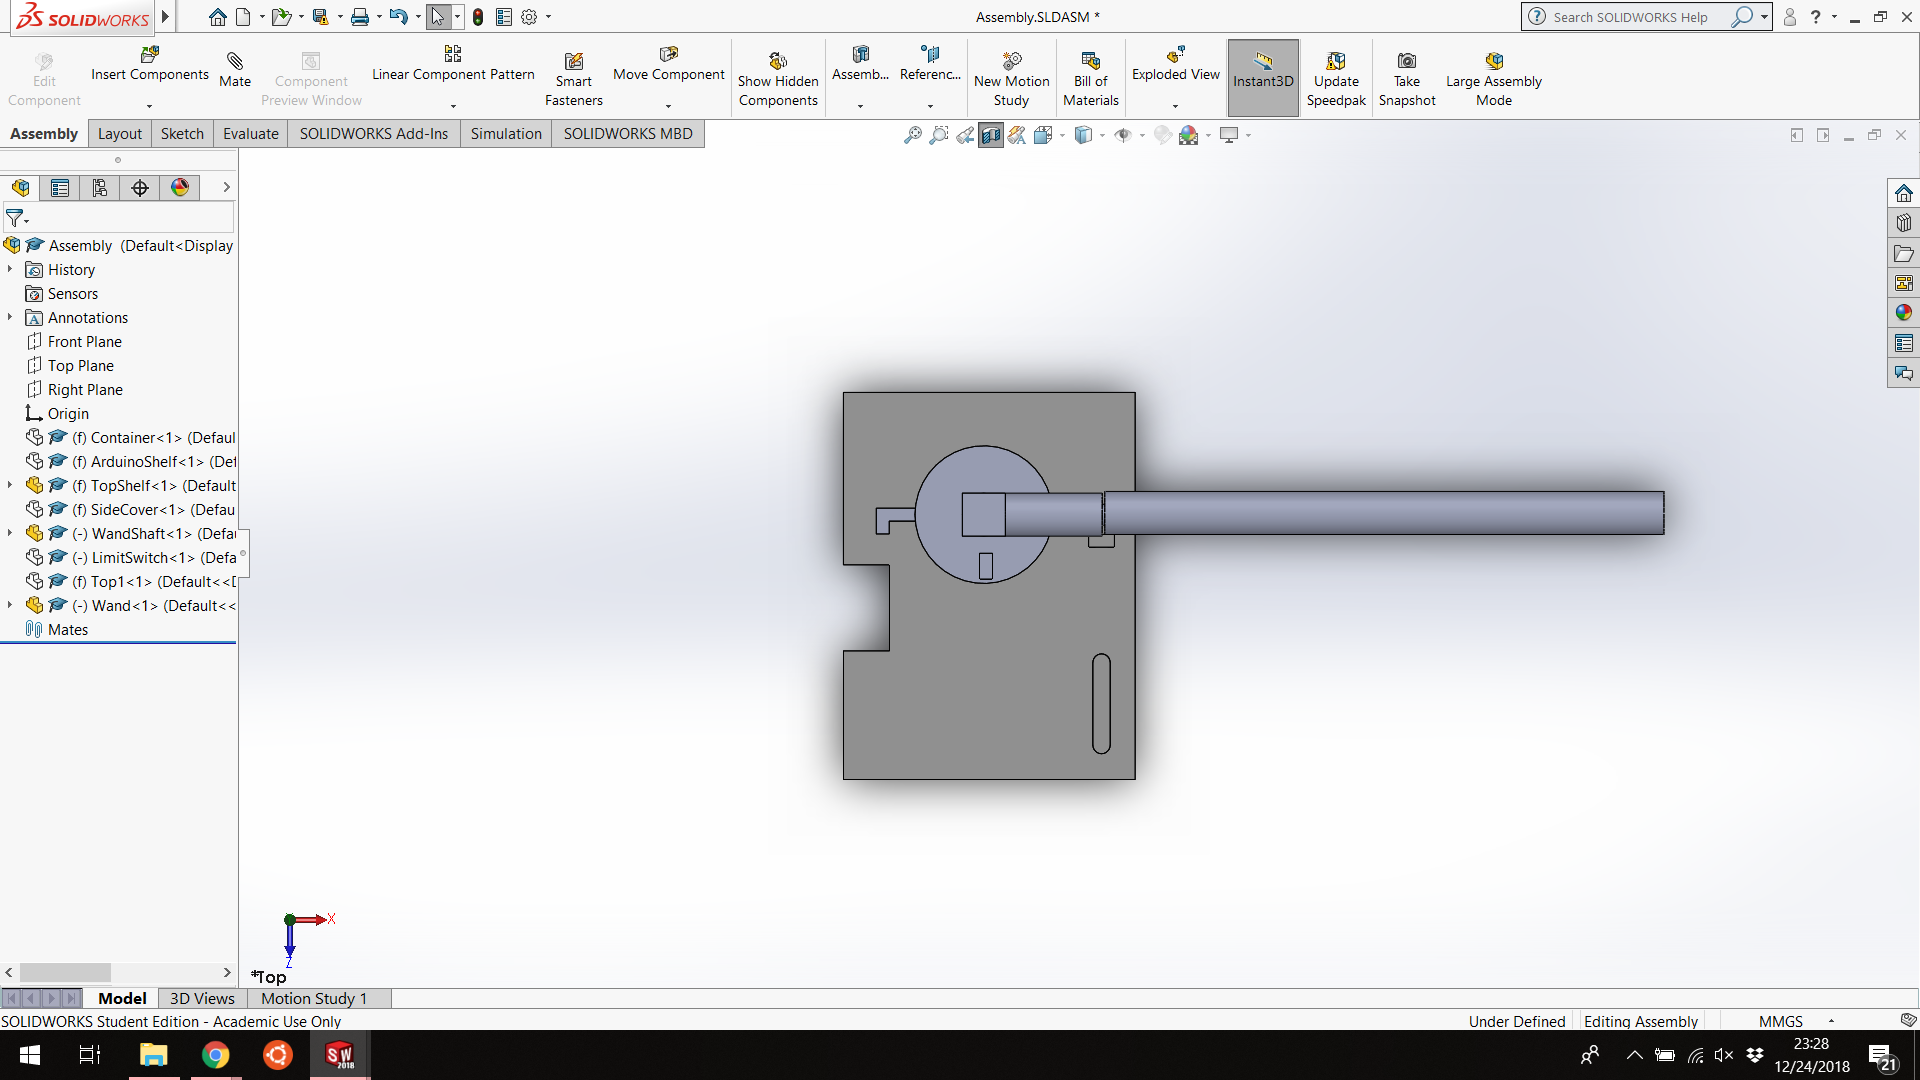 SOLIDWORKS
Assembly.SLDASM *
Search SOLIDWORKS Help
Edit Component
Insert Components
Mate
Component Preview Window
Linear Component Pattern
Smart Fasteners
Move Component
Show Hidden Components
Assemb...
Referenc...
New Motion Study
Bill of Materials
Exploded View
Instant3D
Update Speedpak
Take Snapshot
Large Assembly Mode
Assembly
Layout
Sketch
Evaluate
SOLIDWORKS Add-Ins
Simulation
SOLIDWORKS MBD
Assembly (Default<Display
History
Sensors
Annotations
Front Plane
Top Plane
Right Plane
Origin
(f) Container<1> (Defaul
(f) ArduinoShelf<1> (Def
(f) TopShelf<1> (Default
(f) SideCover<1> (Defau
(-) WandShaft<1> (Defau
(-) LimitSwitch<1> (Defa
(f) Top1<1> (Default<<D
(-) Wand<1> (Default<<
Mates
X
Z
*Top
Model
3D Views
Motion Study 1
SOLIDWORKS Student Edition - Academic Use Only
Under Defined
Editing Assembly
MMGS
SW
2018
23:28
12/24/2018
21